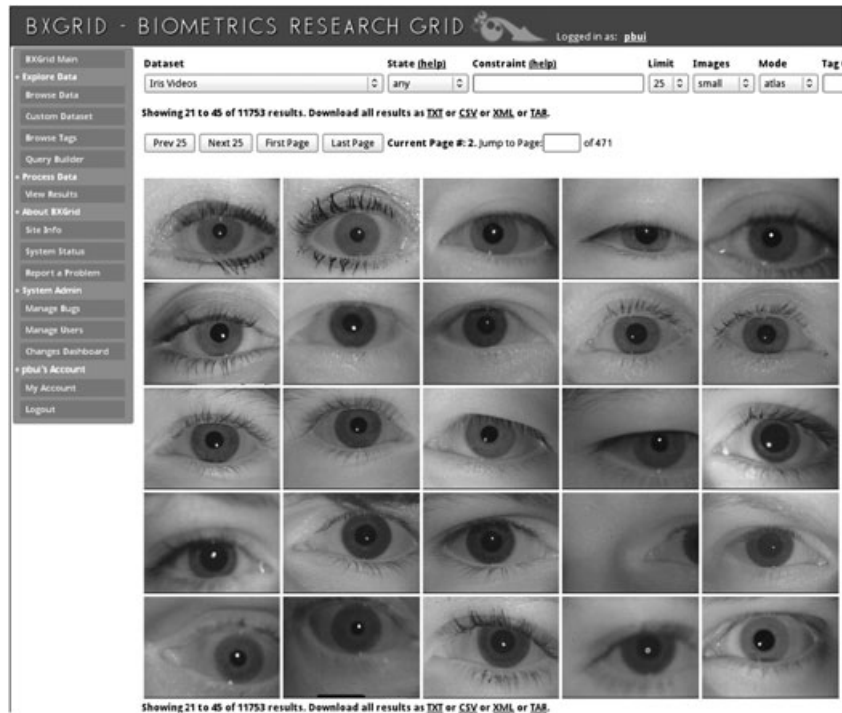 BXGRID - BIOMETRICS RESEARCH GRID
Logged in as: pbui
BXGrid Main
Explore Data
Browse Data
Custom Dataset
Browse Tags
Query Builder
Process Data
View Results
About BXGrid
Site Info
System Status
Report a Problem
System Admin
Manage Bugs
Manage Users
Changes Dashboard
pbui's Account
My Account
Logout
Dataset State (help) Constraint (help) Limit Images Mode Tag
Iris Videos any 25 small atlas
Showing 21 to 45 of 11753 results. Download all results as TXT or CSV or XML or TAR.
Prev 25 Next 25 First Page Last Page Current Page #: 2. Jump to Page: of 471
Showing 21 to 45 of 11753 results. Download all results as TXT or CSV or XML or TAR.